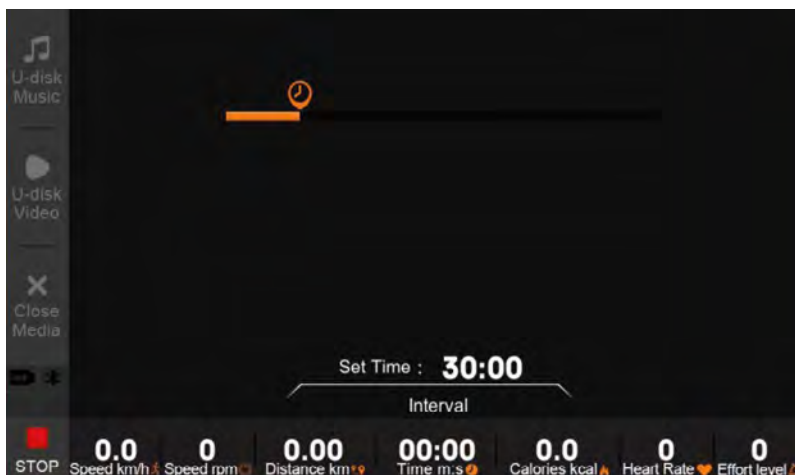 U-disk
Music
U-disk
Video
Close
Media
Set Time : 30:00
Interval
STOP
0.0 0 0.00 00:00 0.0 0 0
Speed km/h Speed rpm Distance km Time m:s Calories kcal Heart Rate Effort level